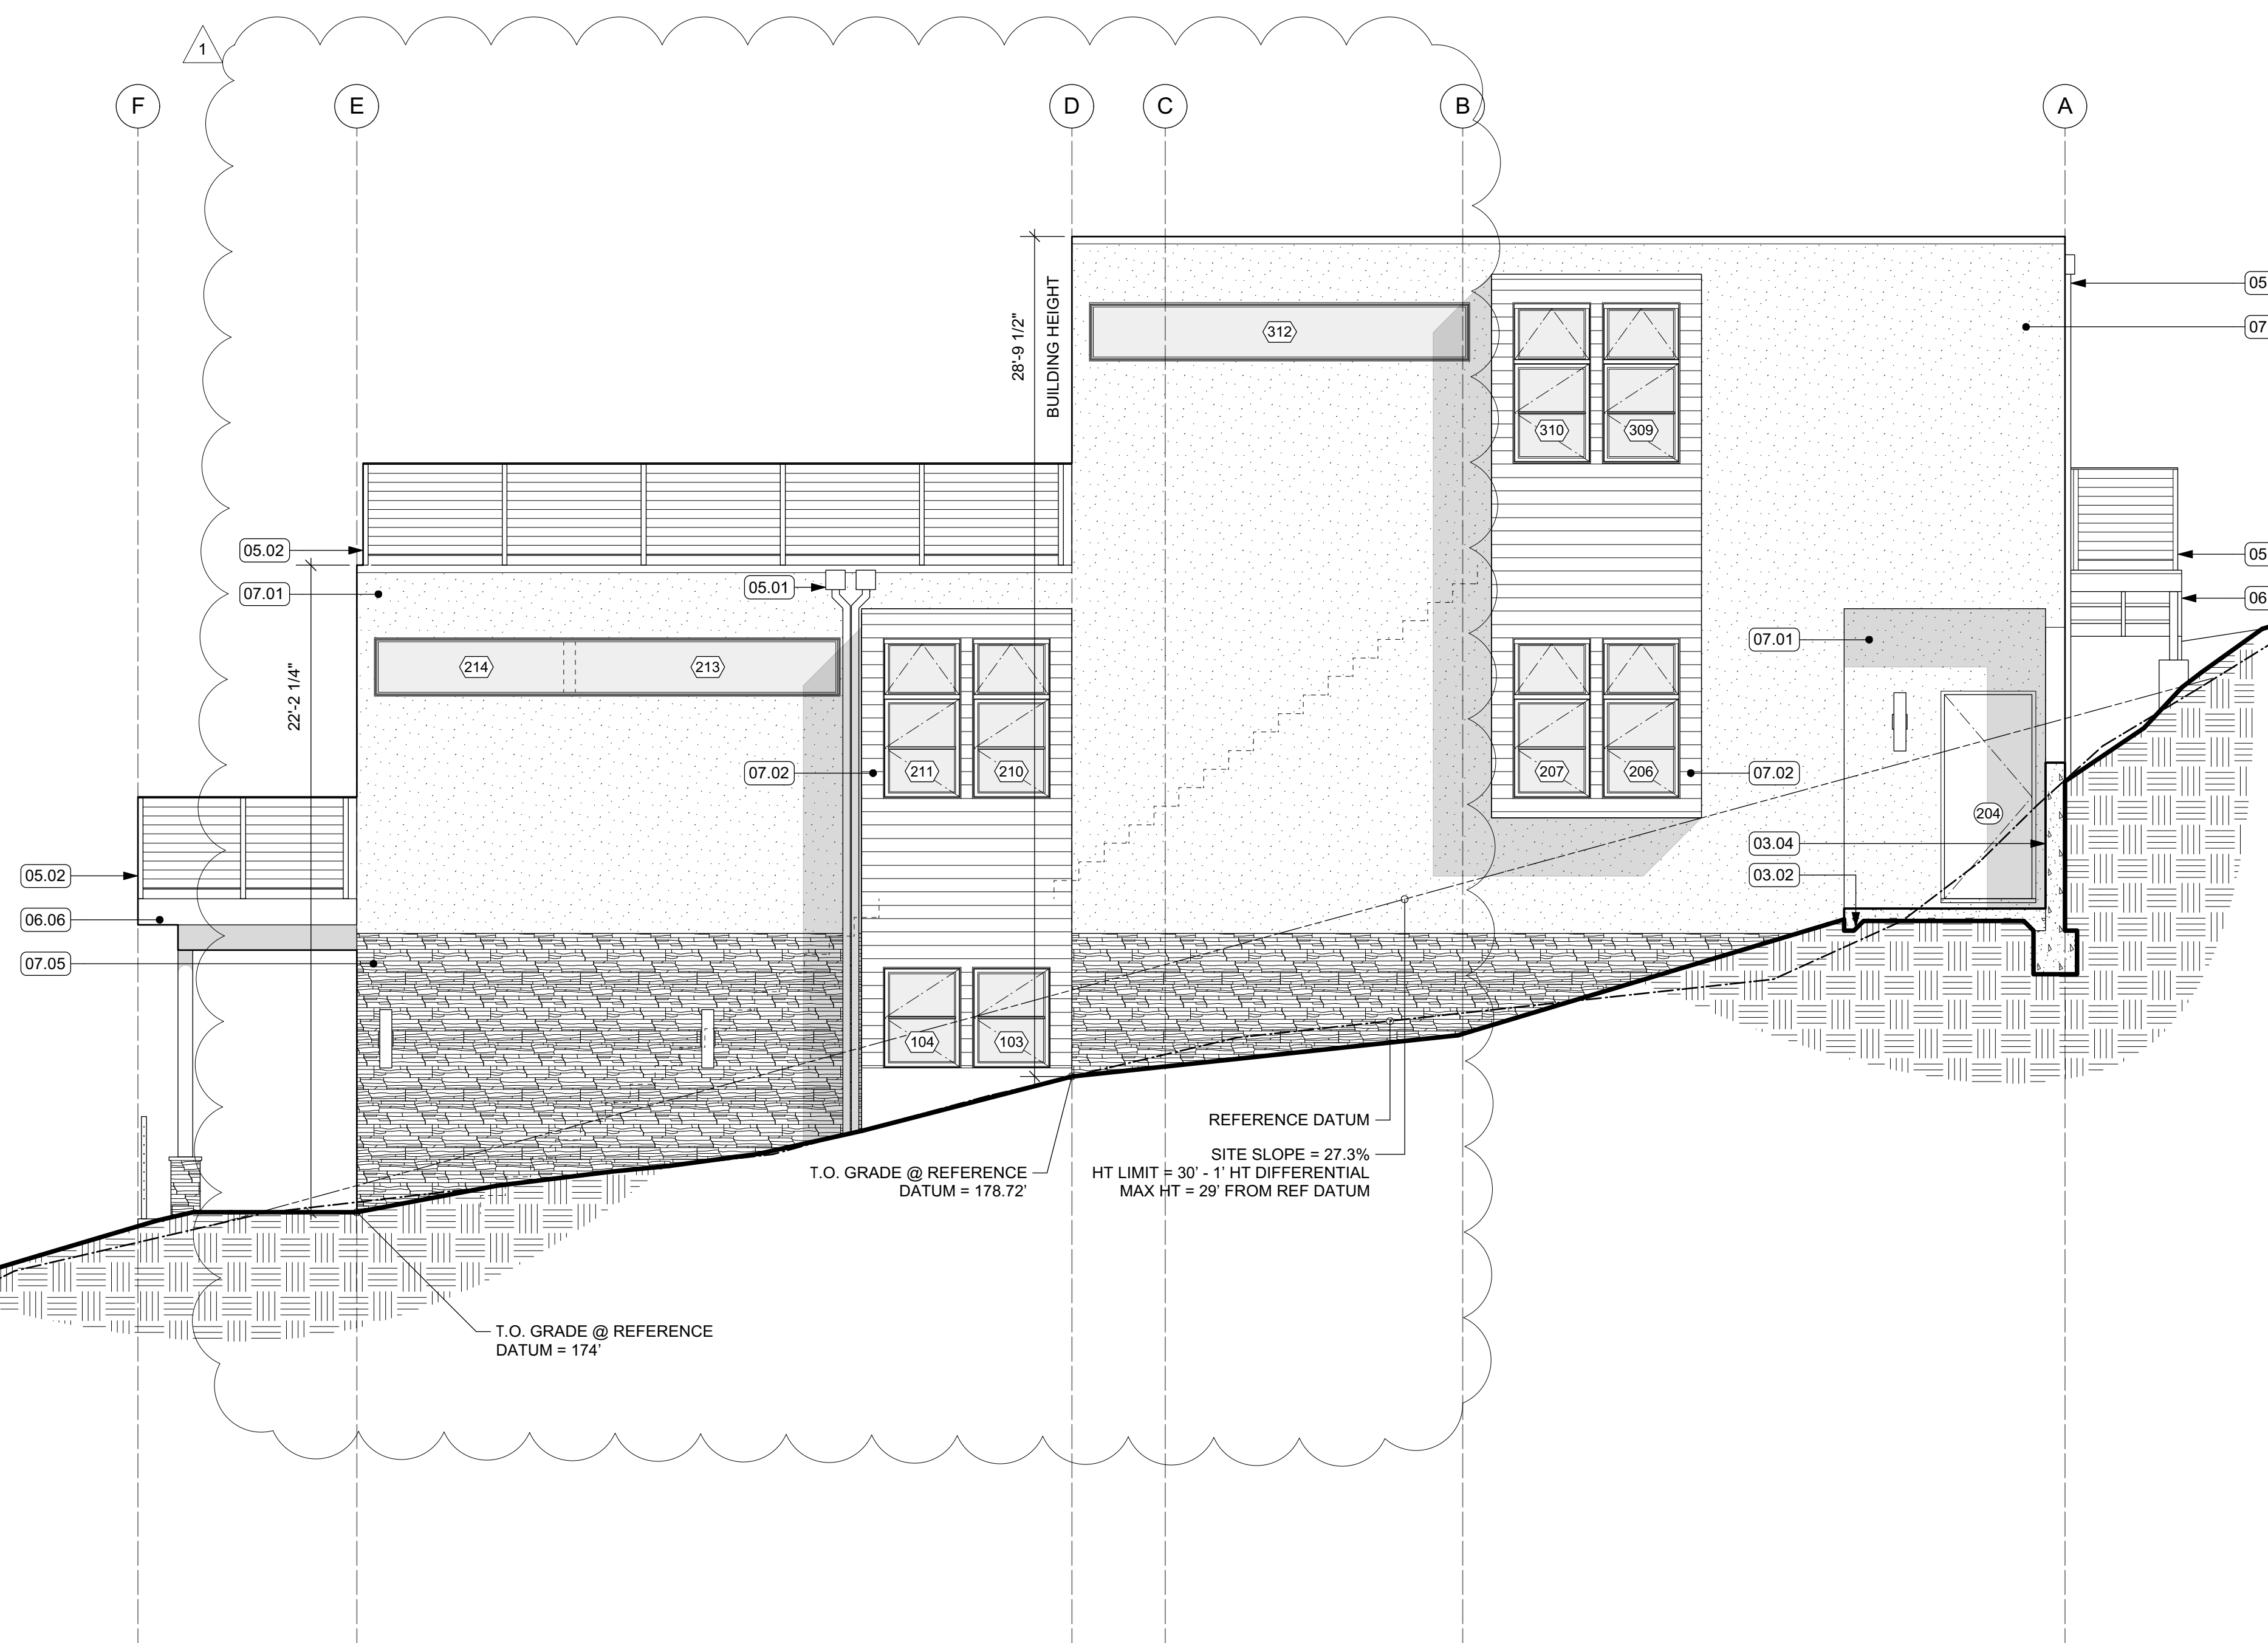 1
F
E
D
C
B
A
28'-9 1/2"
BUILDING HEIGHT
312
310
309
05
07
05.02
07.01
05.01
22'-2 1/4"
214
213
07.02
211
210
207
206
07.02
07.01
05
06
204
03.04
03.02
05.02
06.06
07.05
104
103
REFERENCE DATUM
SITE SLOPE = 27.3%
HT LIMIT = 30' - 1' HT DIFFERENTIAL
MAX HT = 29' FROM REF DATUM
T.O. GRADE @ REFERENCE
DATUM = 178.72'
T.O. GRADE @ REFERENCE
DATUM = 174'